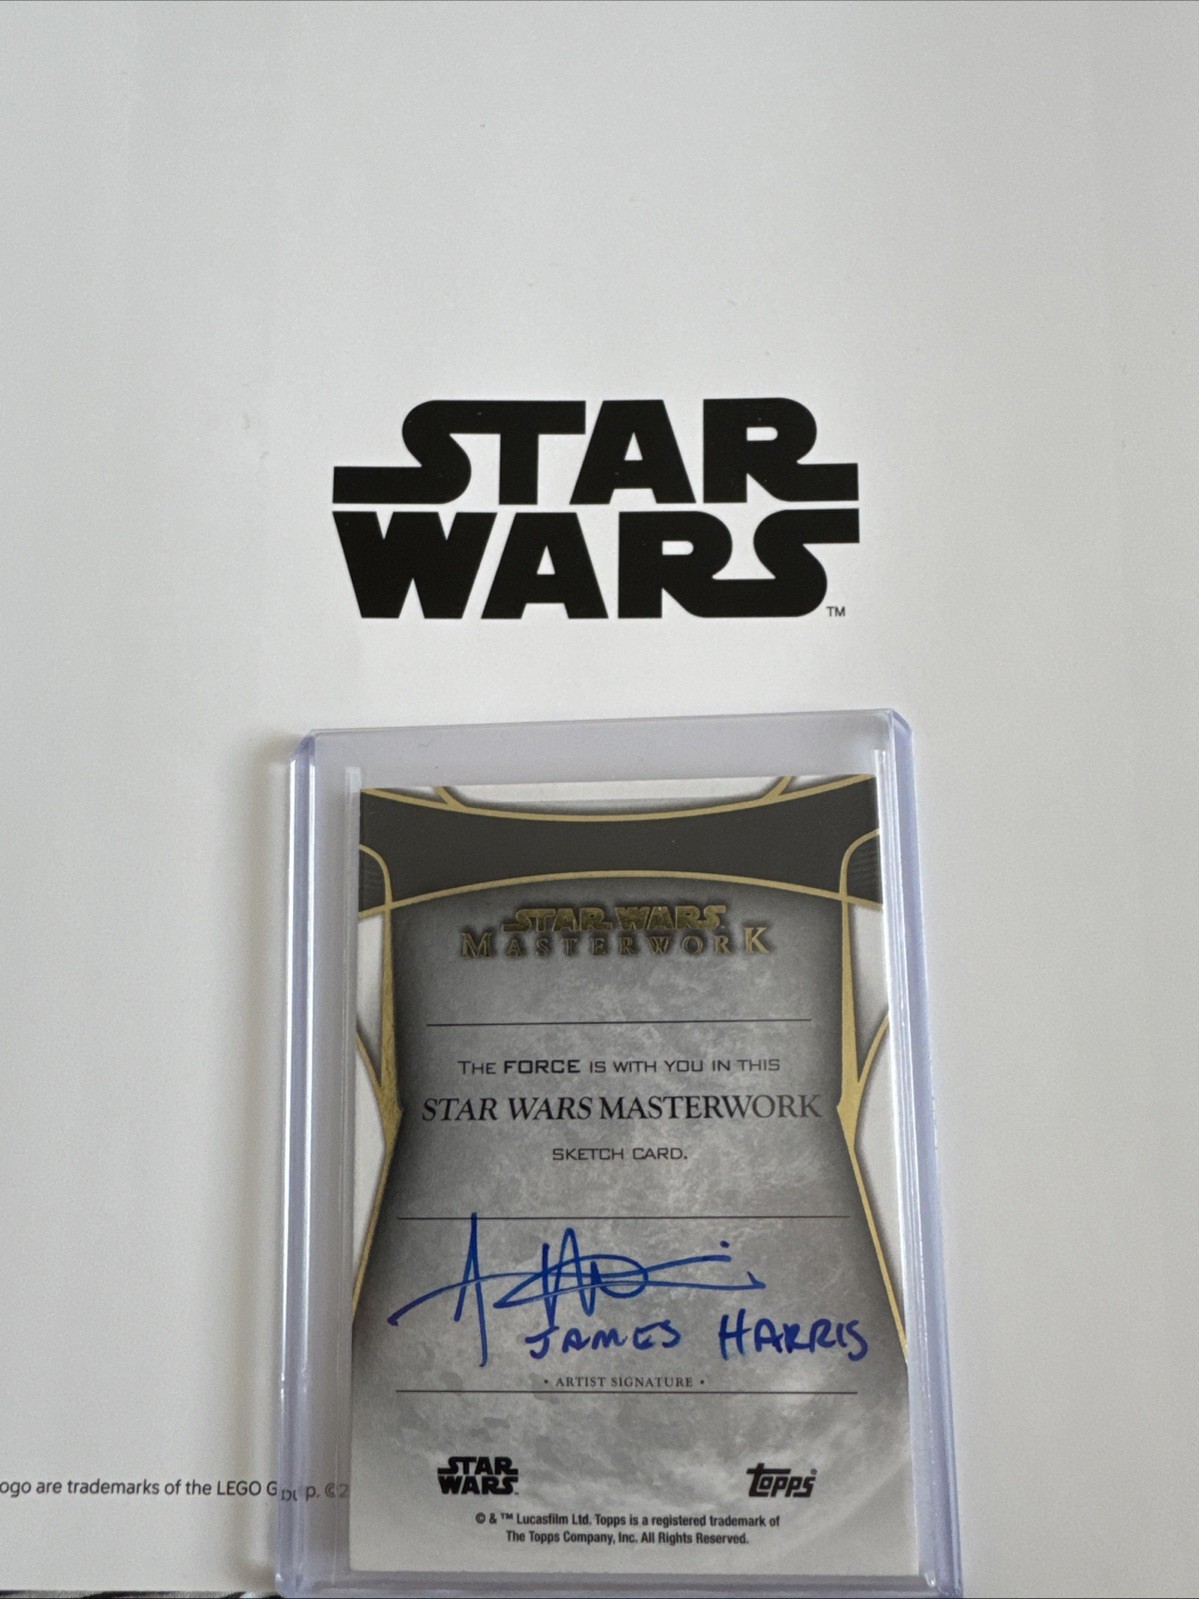 STAR
WARS
TM
STAR WARS
MASTERWORK
THE FORCE IS WITH YOU IN THIS
STAR WARS MASTERWORK
SKETCH CARD.
JAMES HARRIS
• ARTIST SIGNATURE •
ogo are trademarks of the LEGO G p. ©2
STAR
WARS
topps®
© & ™ Lucasfilm Ltd. Topps is a registered trademark of
The Topps Company, Inc. All Rights Reserved.